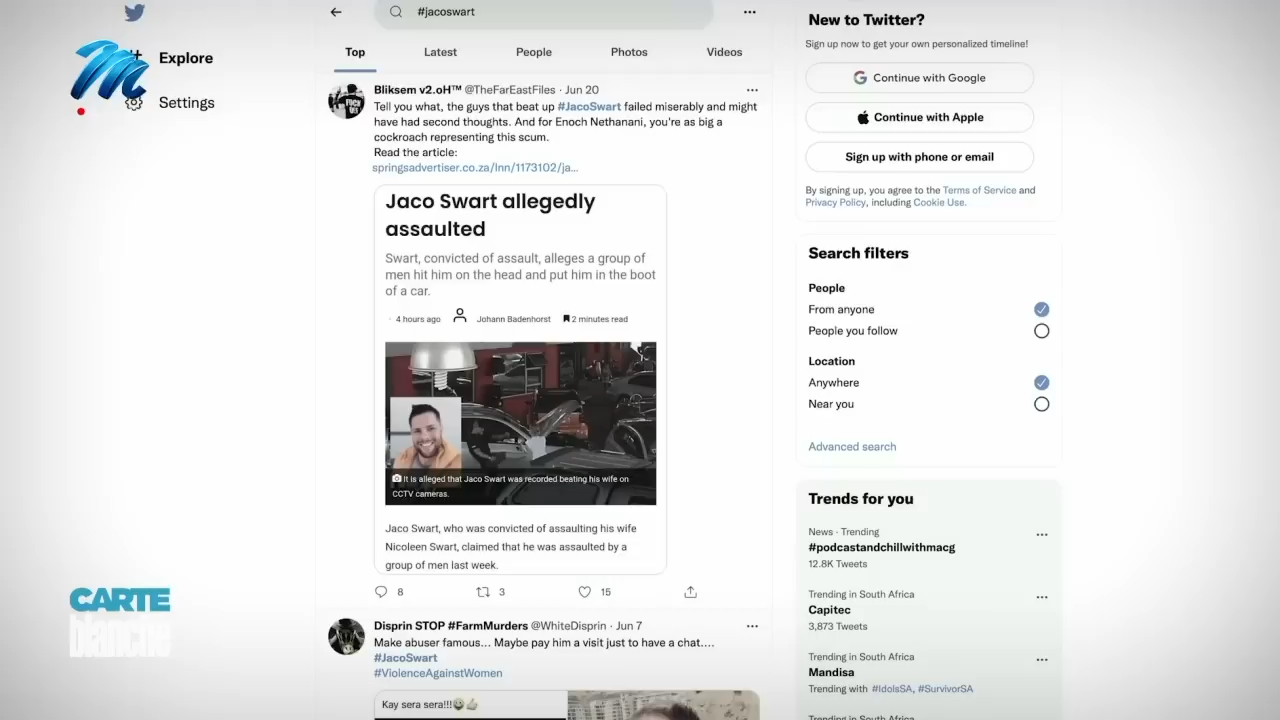 Explore
Settings
#jacoswart
Top
Latest
People
Photos
Videos
Bliksem v2.oH™ @TheFarEastFiles · Jun 20
Tell you what, the guys that beat up #JacoSwart failed miserably and might
have had second thoughts. And for Enoch Nethanani, you're as big a
cockroach representing this scum.
Read the article:
springsadvertiser.co.za/lnn/1173102/ja…
Jaco Swart allegedly
assaulted
Swart, convicted of assault, alleges a group of
men hit him on the head and put him in the boot
of a car.
· 4 hours ago Johann Badenhorst 2 minutes read
It is alleged that Jaco Swart was recorded beating his wife on
CCTV cameras.
Jaco Swart, who was convicted of assaulting his wife
Nicoleen Swart, claimed that he was assaulted by a
group of men last week.
8 3 15
Disprin STOP #FarmMurders @WhiteDisprin · Jun 7
Make abuser famous... Maybe pay him a visit just to have a chat....
#JacoSwart
#ViolenceAgainstWomen
Kay sera sera!!!
New to Twitter?
Sign up now to get your own personalized timeline!
Continue with Google
Continue with Apple
Sign up with phone or email
By signing up, you agree to the Terms of Service and
Privacy Policy, including Cookie Use.
Search filters
People
From anyone
People you follow
Location
Anywhere
Near you
Advanced search
Trends for you
News · Trending
#podcastandchillwithmacg
12.8K Tweets
Trending in South Africa
Capitec
3,873 Tweets
Trending in South Africa
Mandisa
Trending with #IdolsSA, #SurvivorSA
Trending in South Africa
CARTE
blanche